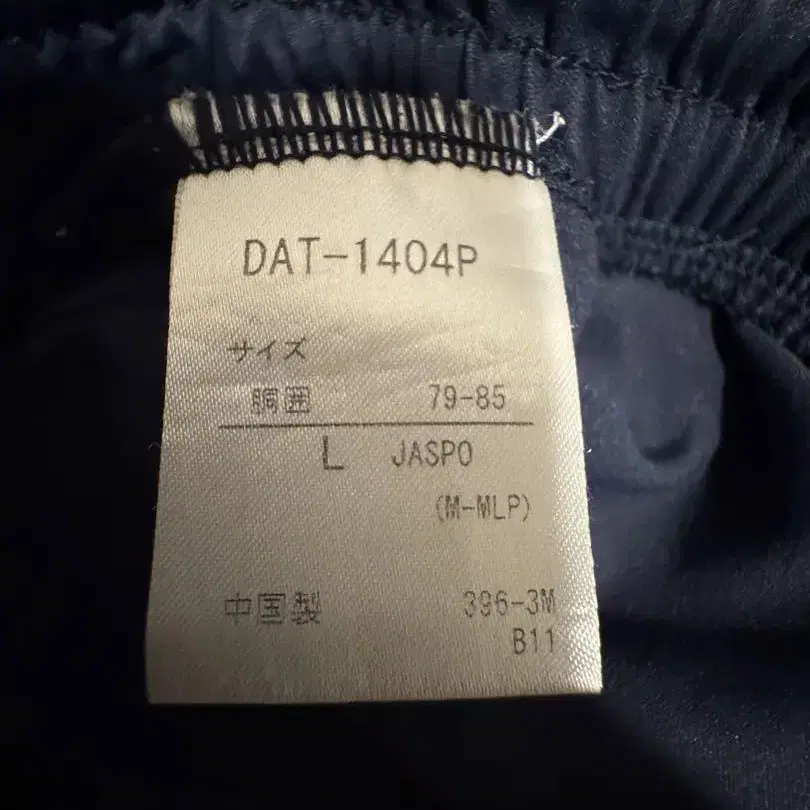 DAT-1404P
サイズ
胴囲 79-85
L JASPO
(M-MLP)
中国製 396-3M
B11